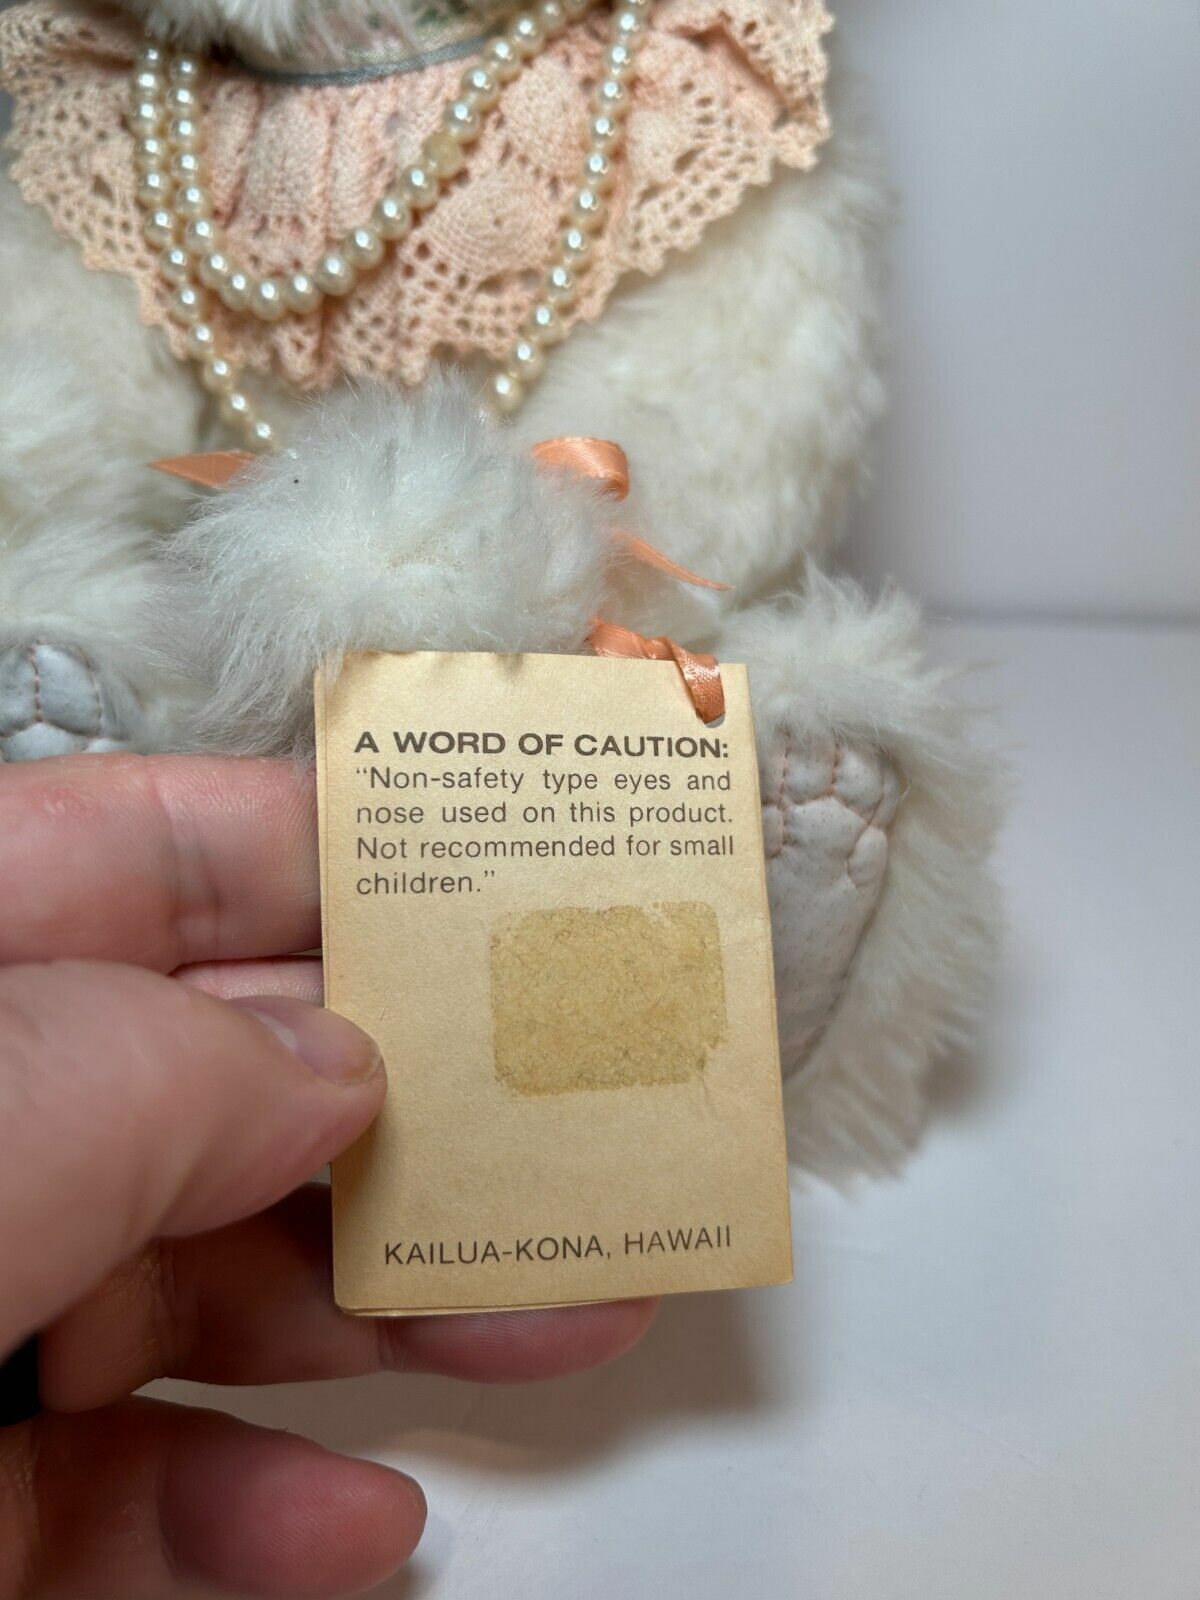 A WORD OF CAUTION:
"Non-safety type eyes and
nose used on this product.
Not recommended for small
children."
KAILUA-KONA, HAWAII